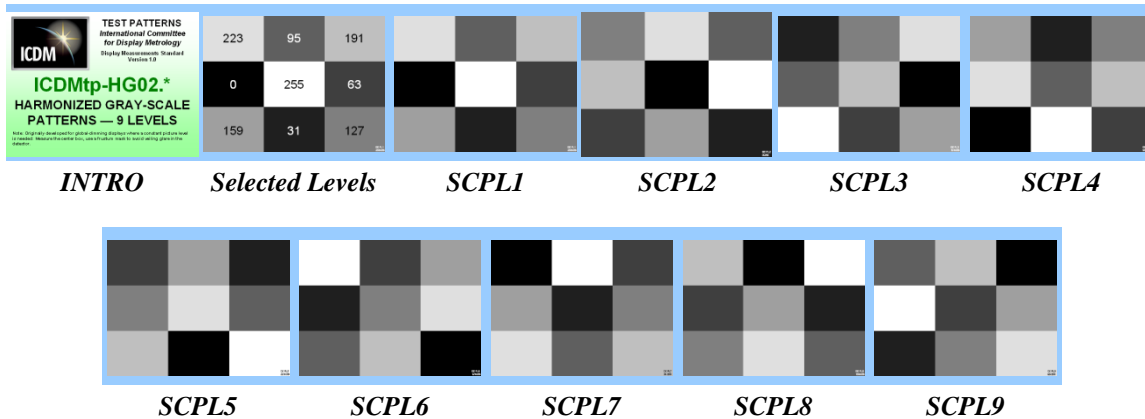 ICDM
TEST PATTERNS
International Committee
for Display Metrology
Display Measurements Standard
Version 1.0
ICDMtp-HG02.*
HARMONIZED GRAY-SCALE
PATTERNS — 9 LEVELS
223 95 191
0 255 63
159 31 127
INTRO Selected Levels SCPL1 SCPL2 SCPL3 SCPL4
SCPL5 SCPL6 SCPL7 SCPL8 SCPL9